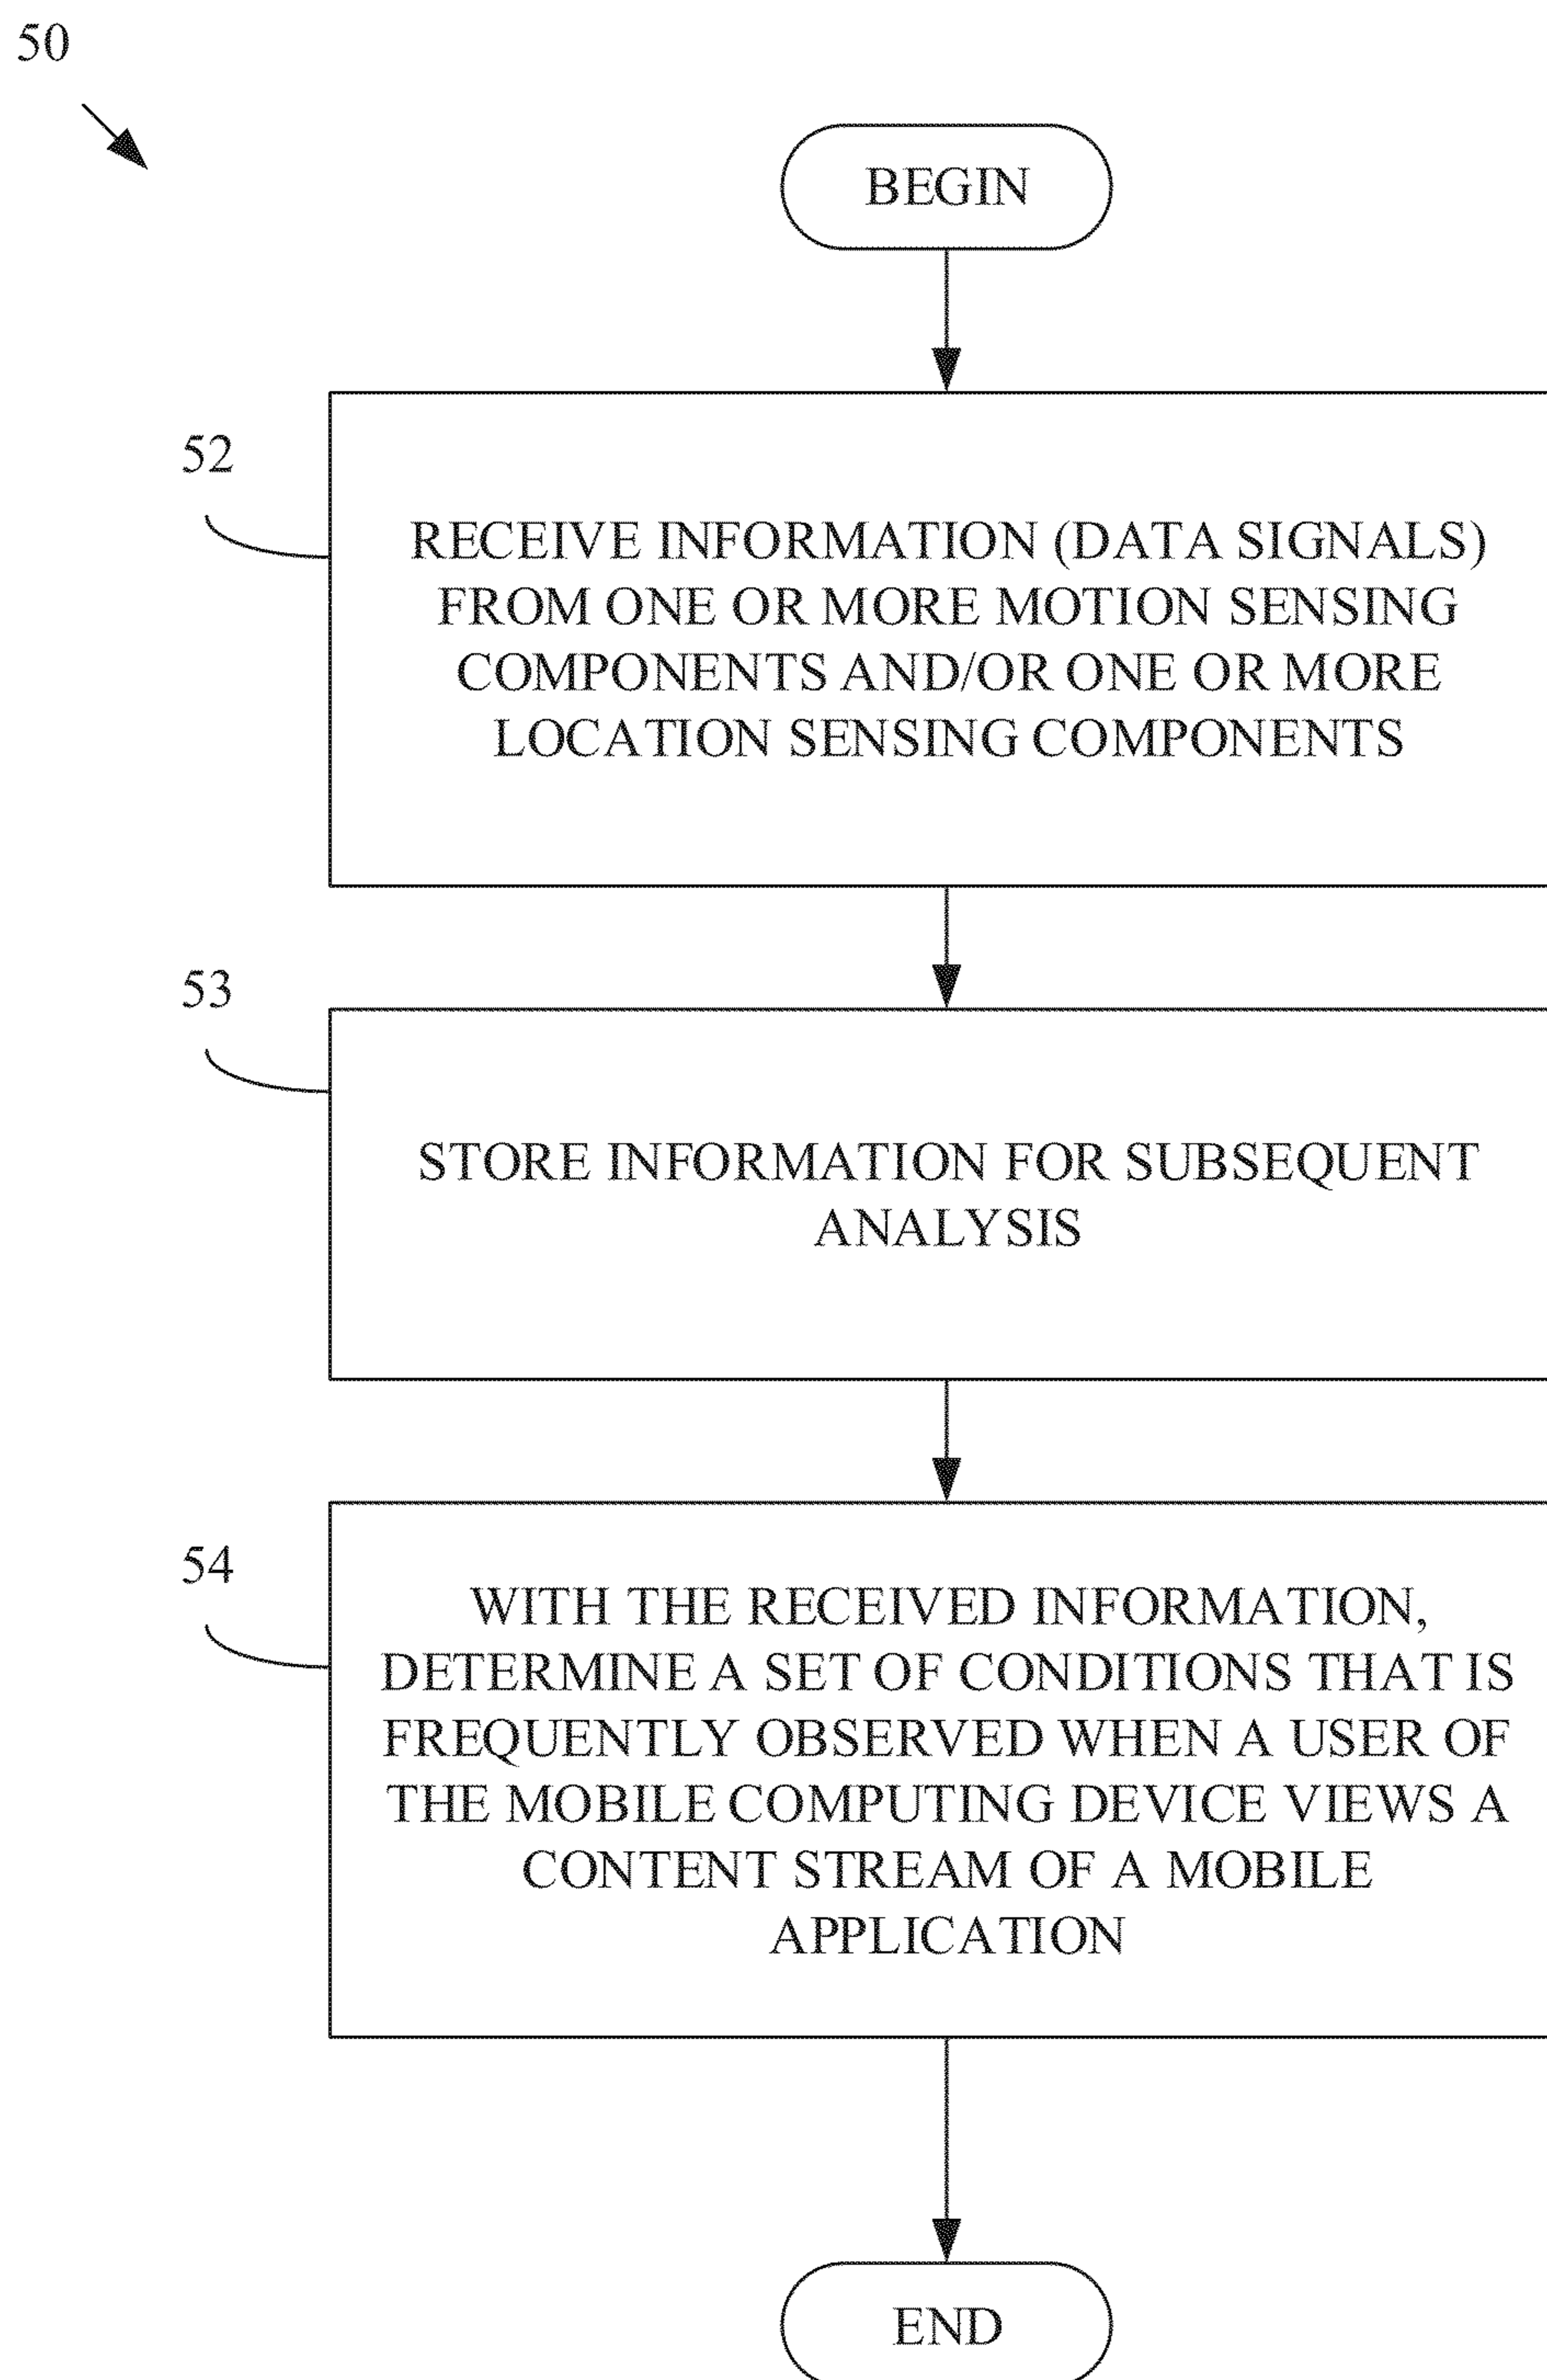 50
BEGIN
52
RECEIVE INFORMATION (DATA SIGNALS)
FROM ONE OR MORE MOTION SENSING
COMPONENTS AND/OR ONE OR MORE
LOCATION SENSING COMPONENTS
53
STORE INFORMATION FOR SUBSEQUENT
ANALYSIS
54
WITH THE RECEIVED INFORMATION,
DETERMINE A SET OF CONDITIONS THAT IS
FREQUENTLY OBSERVED WHEN A USER OF
THE MOBILE COMPUTING DEVICE VIEWS A
CONTENT STREAM OF A MOBILE
APPLICATION
END